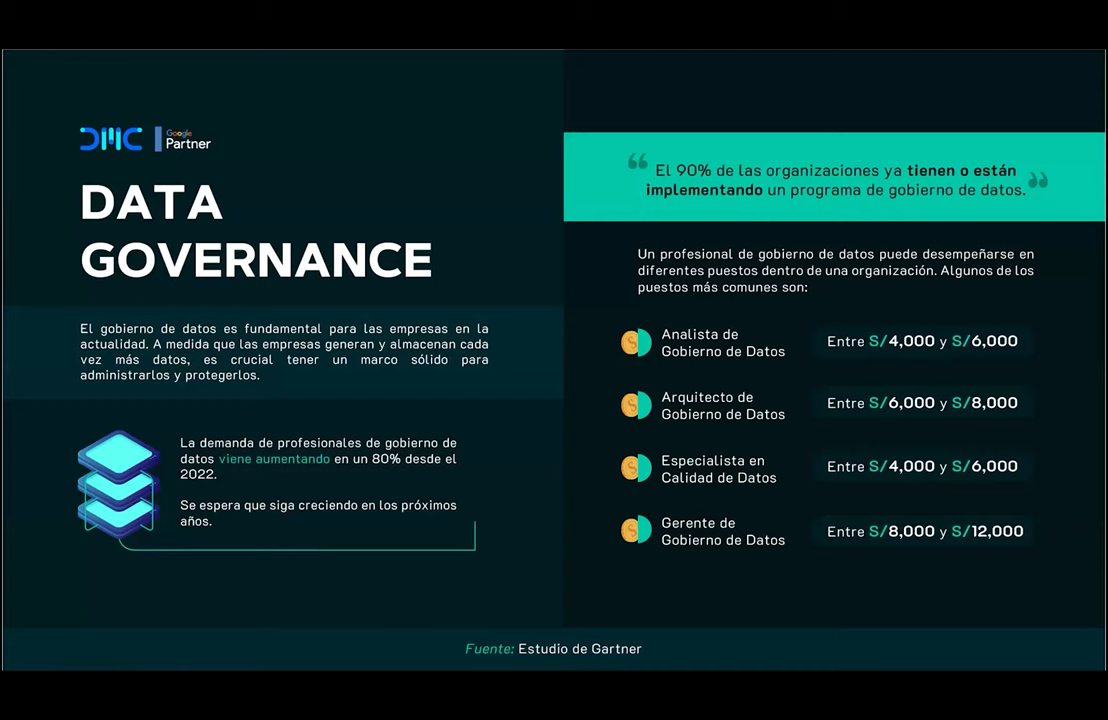 DMC
Google
Partner
DATA
GOVERNANCE
El gobierno de datos es fundamental para las empresas en la
actualidad. A medida que las empresas generan y almacenan cada
vez más datos, es crucial tener un marco sólido para
administrarlos y protegerlos.
La demanda de profesionales de gobierno de
datos viene aumentando en un 80% desde el
2022.
Se espera que siga creciendo en los próximos
años.
“ El 90% de las organizaciones ya tienen o están
implementando un programa de gobierno de datos. ”
Un profesional de gobierno de datos puede desempeñarse en
diferentes puestos dentro de una organización. Algunos de los
puestos más comunes son:
Analista de
Gobierno de Datos
Entre S/4,000 y S/6,000
Arquitecto de
Gobierno de Datos
Entre S/6,000 y S/8,000
Especialista en
Calidad de Datos
Entre S/4,000 y S/6,000
Gerente de
Gobierno de Datos
Entre S/8,000 y S/12,000
Fuente: Estudio de Gartner